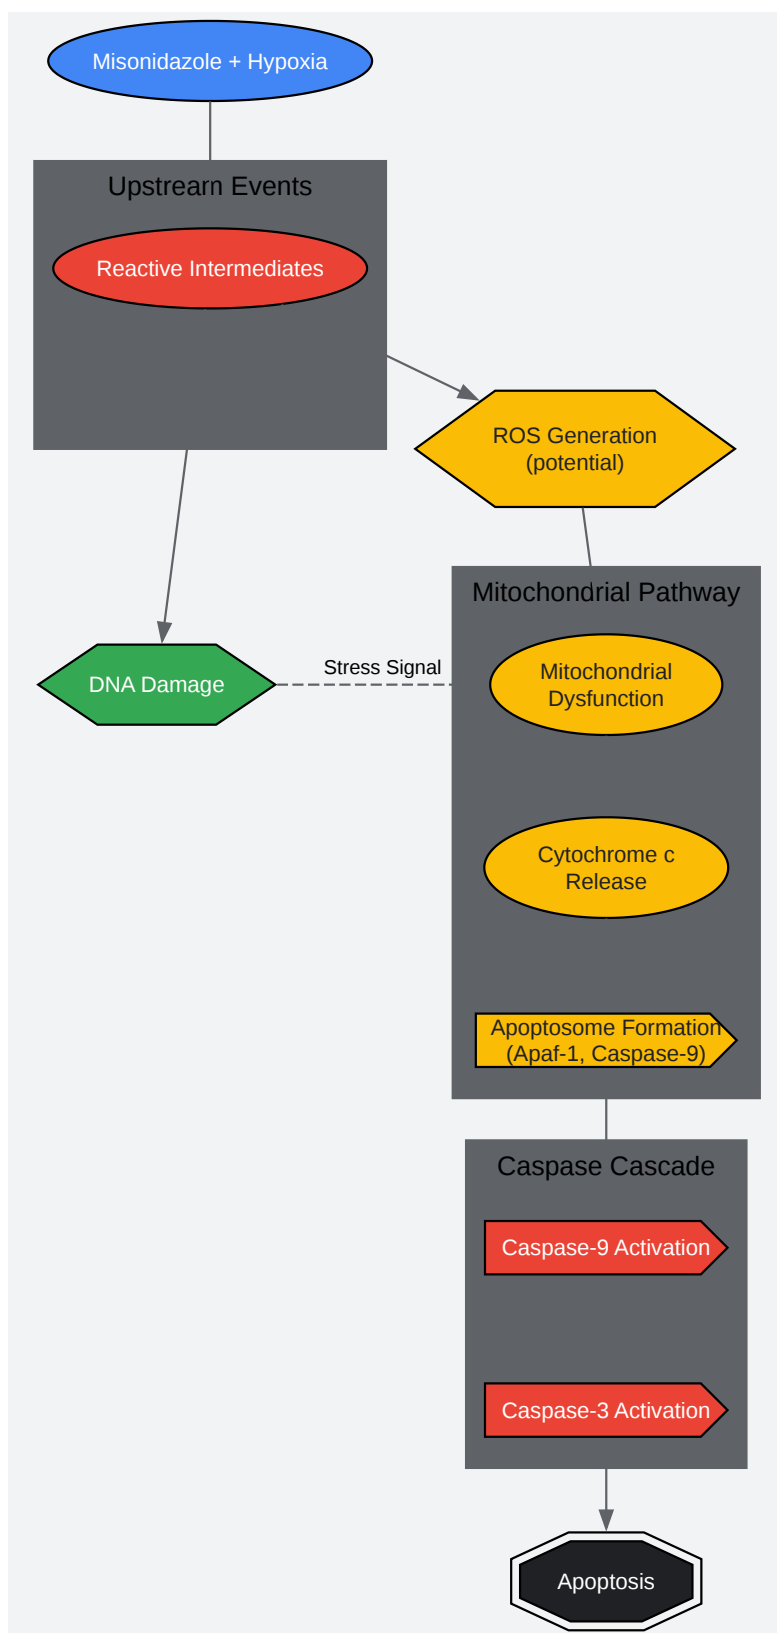 Misonidazole + Hypoxia
Upstream Events
Reactive Intermediates
ROS Generation
(potential)
Mitochondrial Pathway
DNA Damage
Stress Signal
Mitochondrial
Dysfunction
Cytochrome c
Release
Apoptosome Formation
(Apaf-1, Caspase-9)
Caspase Cascade
Caspase-9 Activation
Caspase-3 Activation
Apoptosis